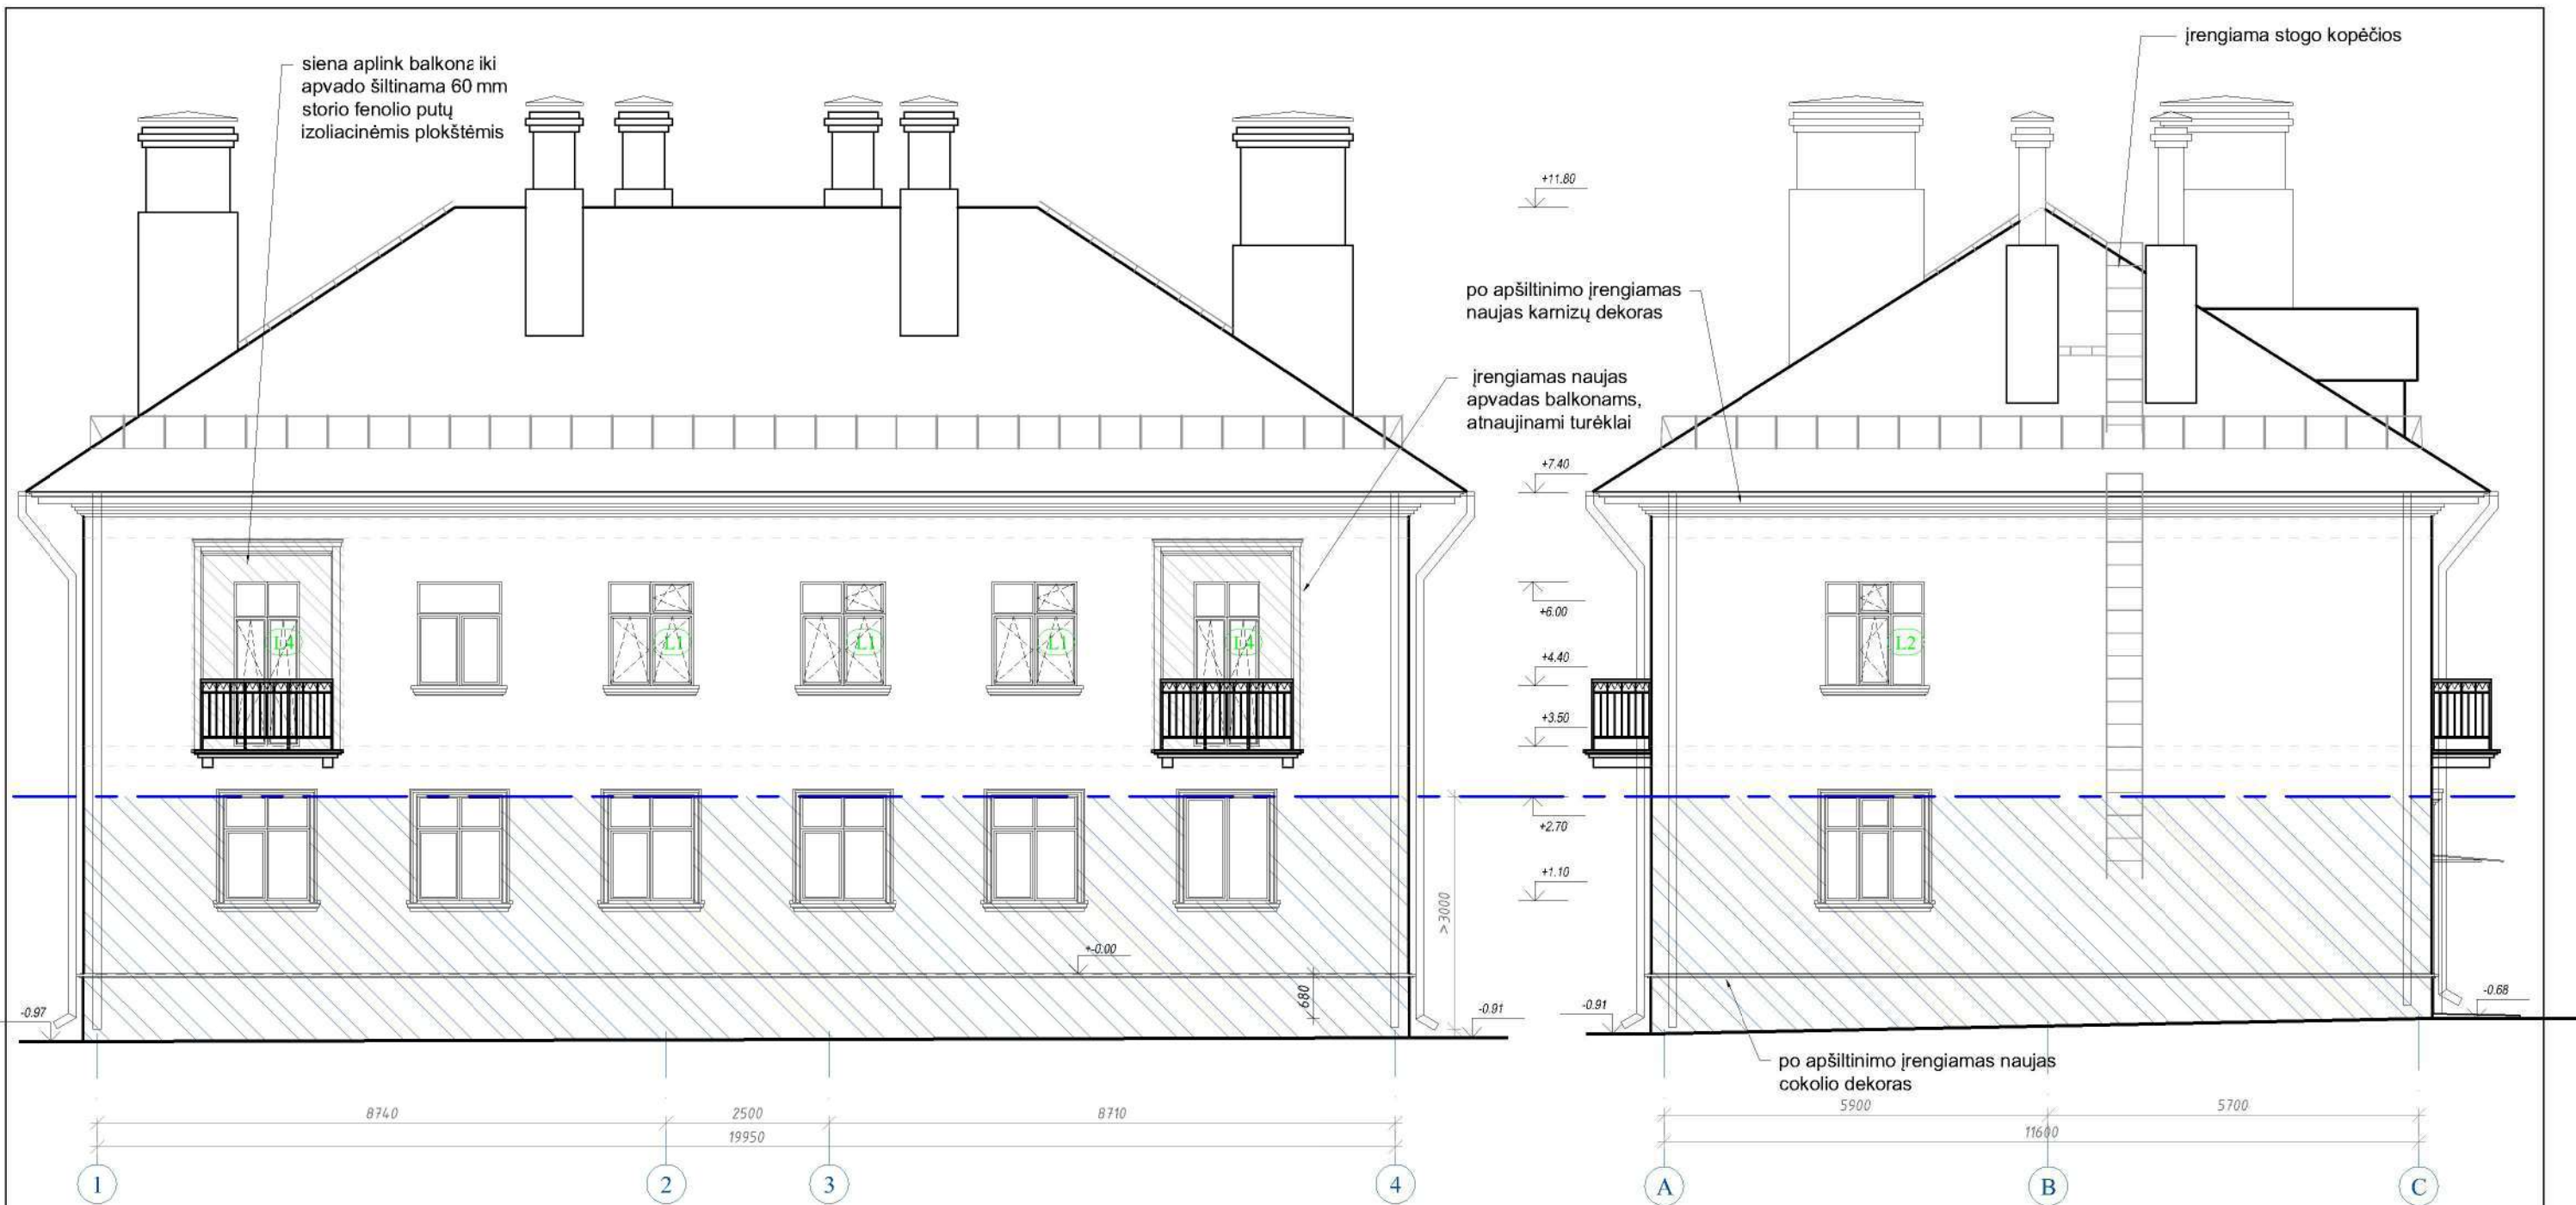 siena aplink balkoną iki
apvado šiltinama 60 mm
storio fenolio putų
izoliacinėmis plokštėmis
įrengiama stogo kopėčios
+11.80
po apšiltinimo įrengiamas
naujas karnizų dekoras
įrengiamas naujas
apvadas balkonams,
atnaujinami turėklai
+7.40
+6.00
L4
L1
L1
L1
L4
L2
+4.40
+3.50
+2.70
+1.10
>3000
+-0.00
680
-0.97
-0.91
-0.91
-0.68
po apšiltinimo įrengiamas naujas
cokolio dekoras
8740
2500
8710
19950
5900
5700
11600
1
2
3
4
A
B
C